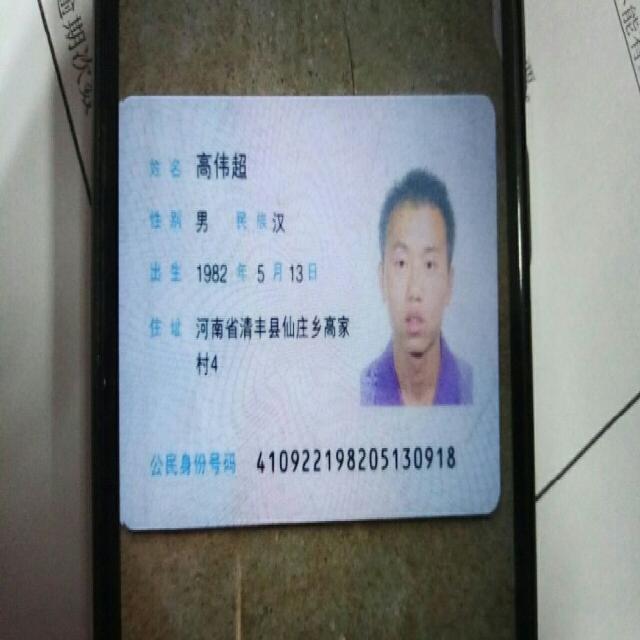 姓名 高伟超
性别 男 民族 汉
出生 1982 年 5 月 13 日
住址 河南省清丰县仙庄乡高家
村4
公民身份号码 410922198205130918